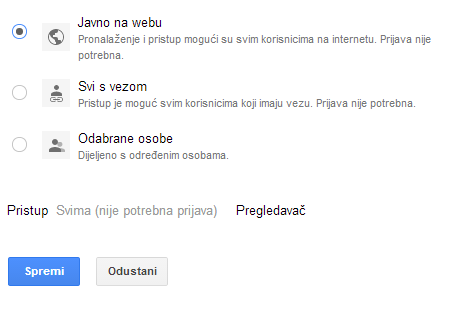 Javno na webu
Pronalaženje i pristup mogući su svim korisnicima na internetu. Prijava nije
potrebna.
Svi s vezom
Pristup je moguć svim korisnicima koji imaju vezu. Prijava nije potrebna.
Odabrane osobe
Dijeljeno s određenim osobama.
Pristup Svima (nije potrebna prijava) Pregledavač
Spremi Odustani